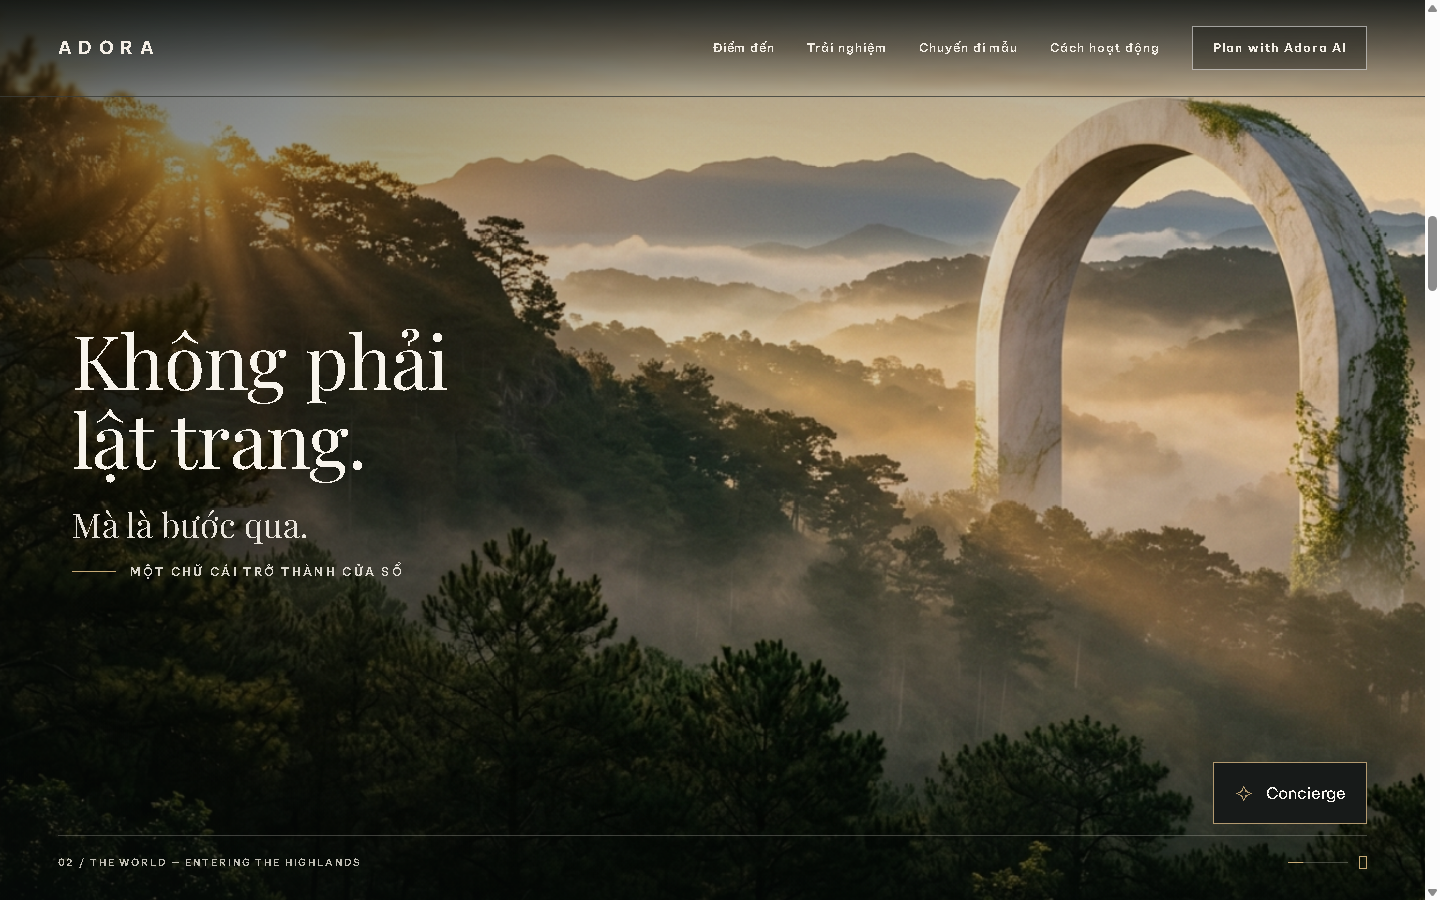 ADORA
Điểm đến
Trải nghiệm
Chuyến đi mẫu
Cách hoạt động
Plan with Adora AI
Không phải
lật trang.
Mà là bước qua.
MỘT CHỮ CÁI TRỞ THÀNH CỬA SỔ
Concierge
02 / THE WORLD — ENTERING THE HIGHLANDS